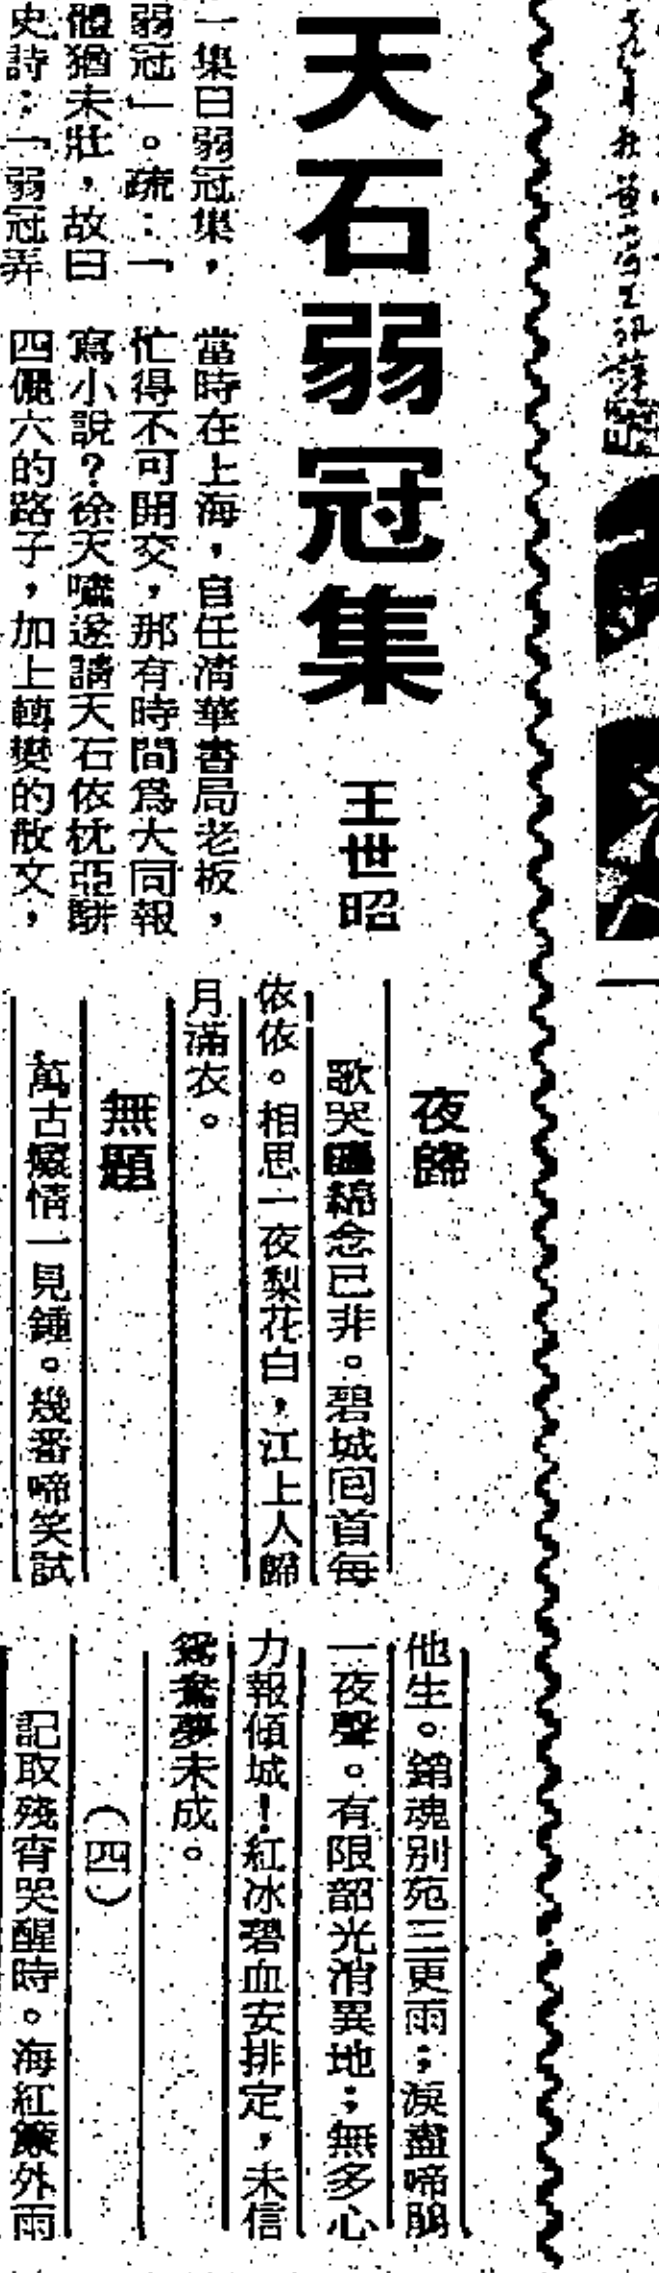 天石弱冠集
王世昭
一集曰弱冠集，
弱冠」。疏：「
體猶未壯，故曰
史詩：「弱冠弄
當時在上海，自任清華書局老板，
忙得不可開交，那有時間爲大同報
寫小說？徐天嘯遂請天石依枕亞駢
四儷六的路子，加上轉變的散文，
夜歸
歌哭綿念已非。碧城回首每
依依。相思一夜梨花白，江上人歸
月滿衣。
無題
萬古癡情一見鍾。幾番啼笑試
他生。銷魂別苑三更雨；淚盡啼鵑
一夜聲。有限韶光消異地；無多心
力報傾城！紅冰碧血安排定，未信
鴛鴦夢未成。
（四）
記取殘宵哭醒時。海紅簾外雨